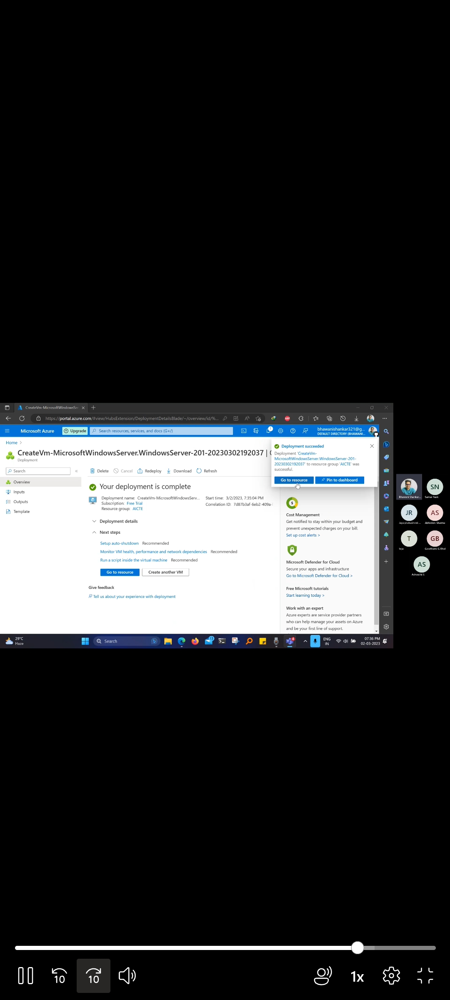 CreateVm-MicrosoftWindowsSer
https://portal.azure.com/#view/HubsExtension/DeploymentDetailsBlade/~/overview/id/%...
ABP
Microsoft Azure
Upgrade
Search resources, services, and docs (G+/)
1
bhawanishankar321@g...
DEFAULT DIRECTORY (BHAWANI...
Home >
CreateVm-MicrosoftWindowsServer.WindowsServer-201-20230302192037 |
Deployment
Search
«
Delete
Cancel
Redeploy
Download
Refresh
Overview
Inputs
Outputs
Template
Your deployment is complete
Deployment name: CreateVm-MicrosoftWindowsServ...
Subscription: Free Trial
Resource group: AICTE
Start time: 3/2/2023, 7:35:04 PM
Correlation ID: 7d87b3af-6eb2-409a-
Deployment details
Next steps
Setup auto-shutdown Recommended
Monitor VM health, performance and network dependencies Recommended
Run a script inside the virtual machine Recommended
Go to resource
Create another VM
Give feedback
Tell us about your experience with deployment
Deployment succeeded
Deployment 'CreateVm-
MicrosoftWindowsServer.WindowsServer-201-
20230302192037' to resource group 'AICTE' was
successful.
Go to resource
Pin to dashboard
Cost Management
Get notified to stay within your budget and
prevent unexpected charges on your bill.
Set up cost alerts >
Microsoft Defender for Cloud
Secure your apps and infrastructure
Go to Microsoft Defender for Cloud >
Free Microsoft tutorials
Start learning today >
Work with an expert
Azure experts are service provider partners
who can help manage your assets on Azure
and be your first line of support.
Bhawani Shankar...
SN
Samar Naik
JR
Jayaprakash red...
AS
Abhishek Sharma
T
teja
GB
Gowthami G Bhat
AS
Ashwathi S
29°C
Haze
Search
13
4
ENG
IN
07:36 PM
02-03-2023
10
10
1x